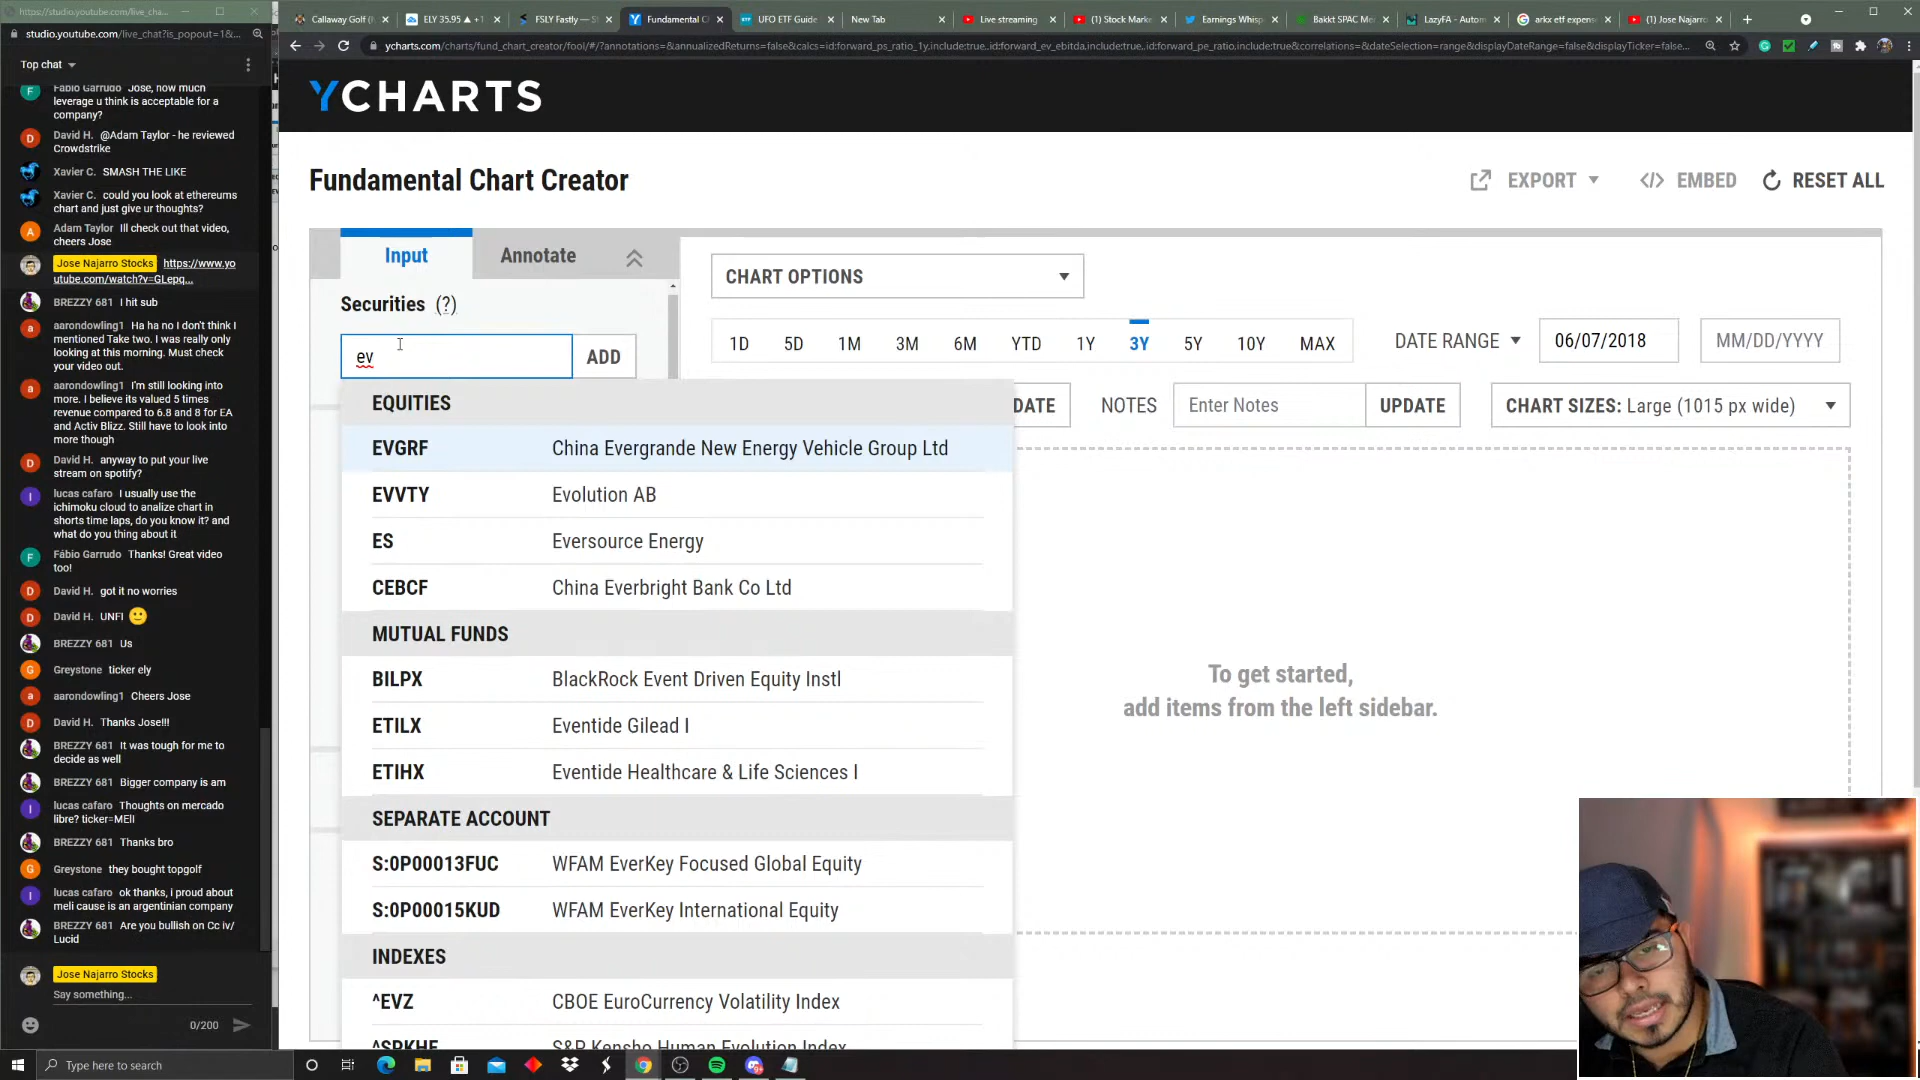 https://studio.youtube.com/live_cha...
studio.youtube.com/live_chat?is_popout=1&...
Top chat
Fábio Garrudo Jose, how much
leverage u think is acceptable for a
company?
David H. @Adam Taylor - he reviewed
Crowdstrike
Xavier C. SMASH THE LIKE
Xavier C. could you look at ethereums
chart and just give ur thoughts?
Adam Taylor Ill check out that video,
cheers Jose
Jose Najarro Stocks https://www.yo
utube.com/watch?v=GLepq...
BREZZY 681 I hit sub
aarondowling1 Ha ha no I don't think I
mentioned Take two. I was really only
looking at this morning. Must check
your video out.
aarondowling1 I'm still looking into
more. I believe its valued 5 times
revenue compared to 6.8 and 8 for EA
and Activ Blizz. Still have to look into
more though
David H. anyway to put your live
stream on spotify?
lucas cafaro I usually use the
ichimoku cloud to analize chart in
shorts time laps, do you know it? and
what do you thing about it
Fábio Garrudo Thanks! Great video
too!
David H. got it no worries
David H. UNFI 🙂
BREZZY 681 Us
Greystone ticker ely
aarondowling1 Cheers Jose
David H. Thanks Jose!!!
BREZZY 681 It was tough for me to
decide as well
BREZZY 681 Bigger company is am
lucas cafaro Thoughts on mercado
libre? ticker=MElI
BREZZY 681 Thanks bro
Greystone they bought topgolf
lucas cafaro ok thanks, i proud about
meli cause is an argentinian company
BREZZY 681 Are you bullish on Cc iv/
Lucid
Jose Najarro Stocks
Say something...
0/200
Callaway Golf (
ELY 35.95 ▲ +1
FSLY Fastly — S
Fundamental C
UFO ETF Guide
New Tab
Live streaming
(1) Stock Marke
Earnings Whisp
Bakkt SPAC Me
LazyFA - Autom
arkx etf expens
(1) Jose Najarro
ycharts.com/charts/fund_chart_creator/fool/#/?annotations=&annualizedReturns=false&calcs=id:forward_ps_ratio_1y,include:true,,id:forward_ev_ebitda,include:true,,id:forward_pe_ratio,include:true&correlations=&dateSelection=range&displayDateRange=false&displayTicker=false...
YCHARTS
Fundamental Chart Creator
EXPORT
</> EMBED
RESET ALL
Input
Annotate
Securities (?)
ev
ADD
EQUITIES
EVGRF China Evergrande New Energy Vehicle Group Ltd
EVVTY Evolution AB
ES Eversource Energy
CEBCF China Everbright Bank Co Ltd
MUTUAL FUNDS
BILPX BlackRock Event Driven Equity Instl
ETILX Eventide Gilead I
ETIHX Eventide Healthcare & Life Sciences I
SEPARATE ACCOUNT
S:0P00013FUC WFAM EverKey Focused Global Equity
S:0P00015KUD WFAM EverKey International Equity
INDEXES
^EVZ CBOE EuroCurrency Volatility Index
^SPKHE S&P Kensho Human Evolution Index
CHART OPTIONS
1D 5D 1M 3M 6M YTD 1Y 3Y 5Y 10Y MAX
DATE RANGE 06/07/2018 MM/DD/YYYY
DATE NOTES Enter Notes UPDATE CHART SIZES: Large (1015 px wide)
To get started,
add items from the left sidebar.
Type here to search